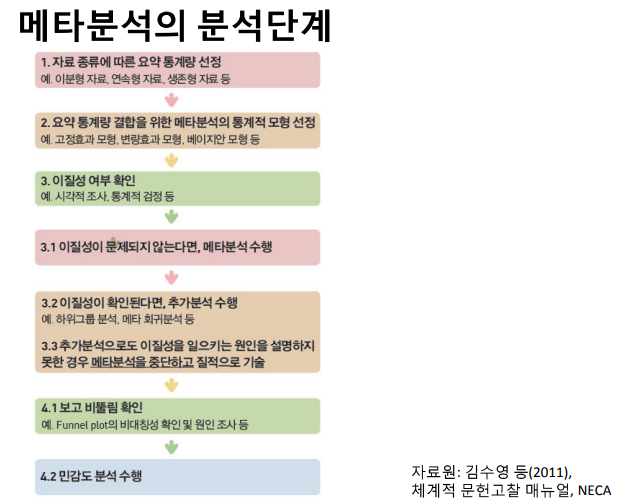 메타분석의 분석단계
1. 자료 종류에 따른 요약 통계량 선정
예. 이분형 자료, 연속형 자료, 생존형 자료 등
2. 요약 통계량 결합을 위한 메타분석의 통계적 모형 선정
예. 고정효과 모형, 변량효과 모형, 베이지안 모형 등
3. 이질성 여부 확인
예. 시각적 조사, 통계적 검정 등
3.1 이질성이 문제되지 않는다면, 메타분석 수행
3.2 이질성이 확인된다면, 추가분석 수행
예. 하위그룹 분석, 메타 회귀분석 등
3.3 추가분석으로도 이질성을 일으키는 원인을 설명하지
못한 경우 메타분석을 중단하고 질적으로 기술
4.1 보고 비뚤림 확인
예. Funnel plot의 비대칭성 확인 및 원인 조사 등
4.2 민감도 분석 수행
자료원: 김수영 등(2011),
체계적 문헌고찰 매뉴얼, NECA